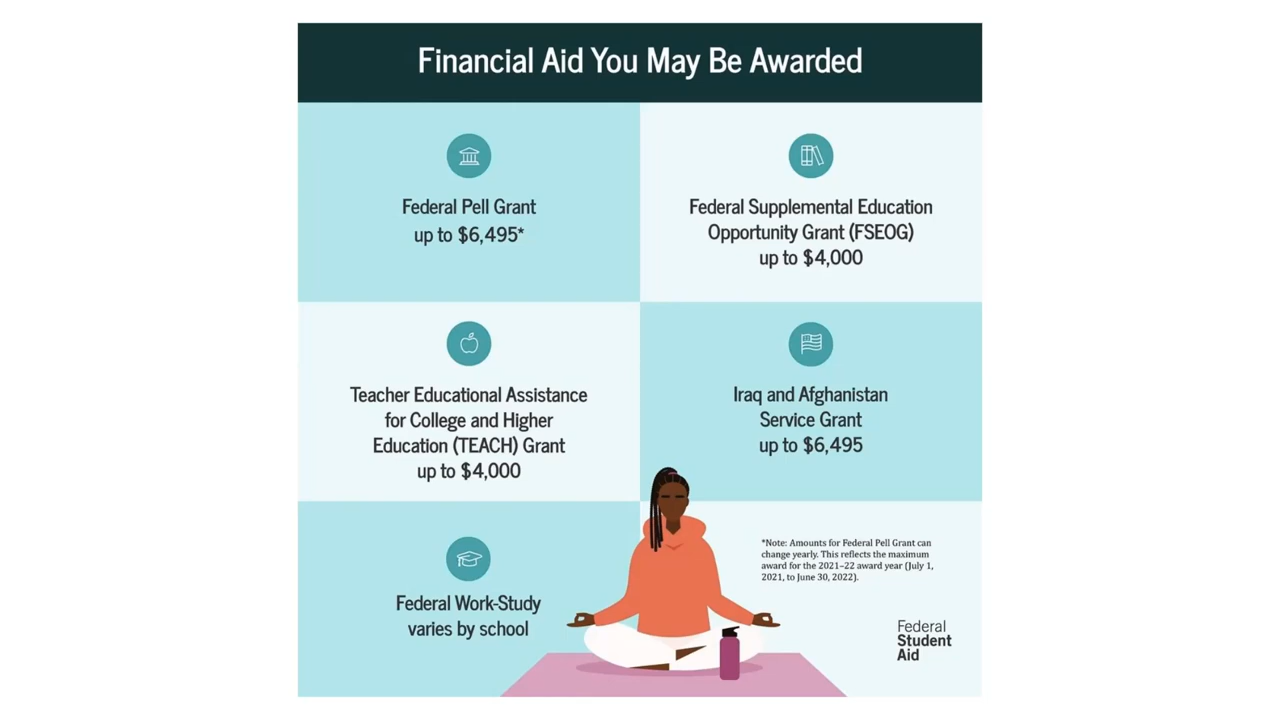 Financial Aid You May Be Awarded
Federal Pell Grant
up to $6,495*
Federal Supplemental Education
Opportunity Grant (FSEOG)
up to $4,000
Teacher Educational Assistance
for College and Higher
Education (TEACH) Grant
up to $4,000
Iraq and Afghanistan
Service Grant
up to $6,495
Federal Work-Study
varies by school
*Note: Amounts for Federal Pell Grant can
change yearly. This reflects the maximum
award for the 2021–22 award year (July 1,
2021, to June 30, 2022).
Federal
Student
Aid